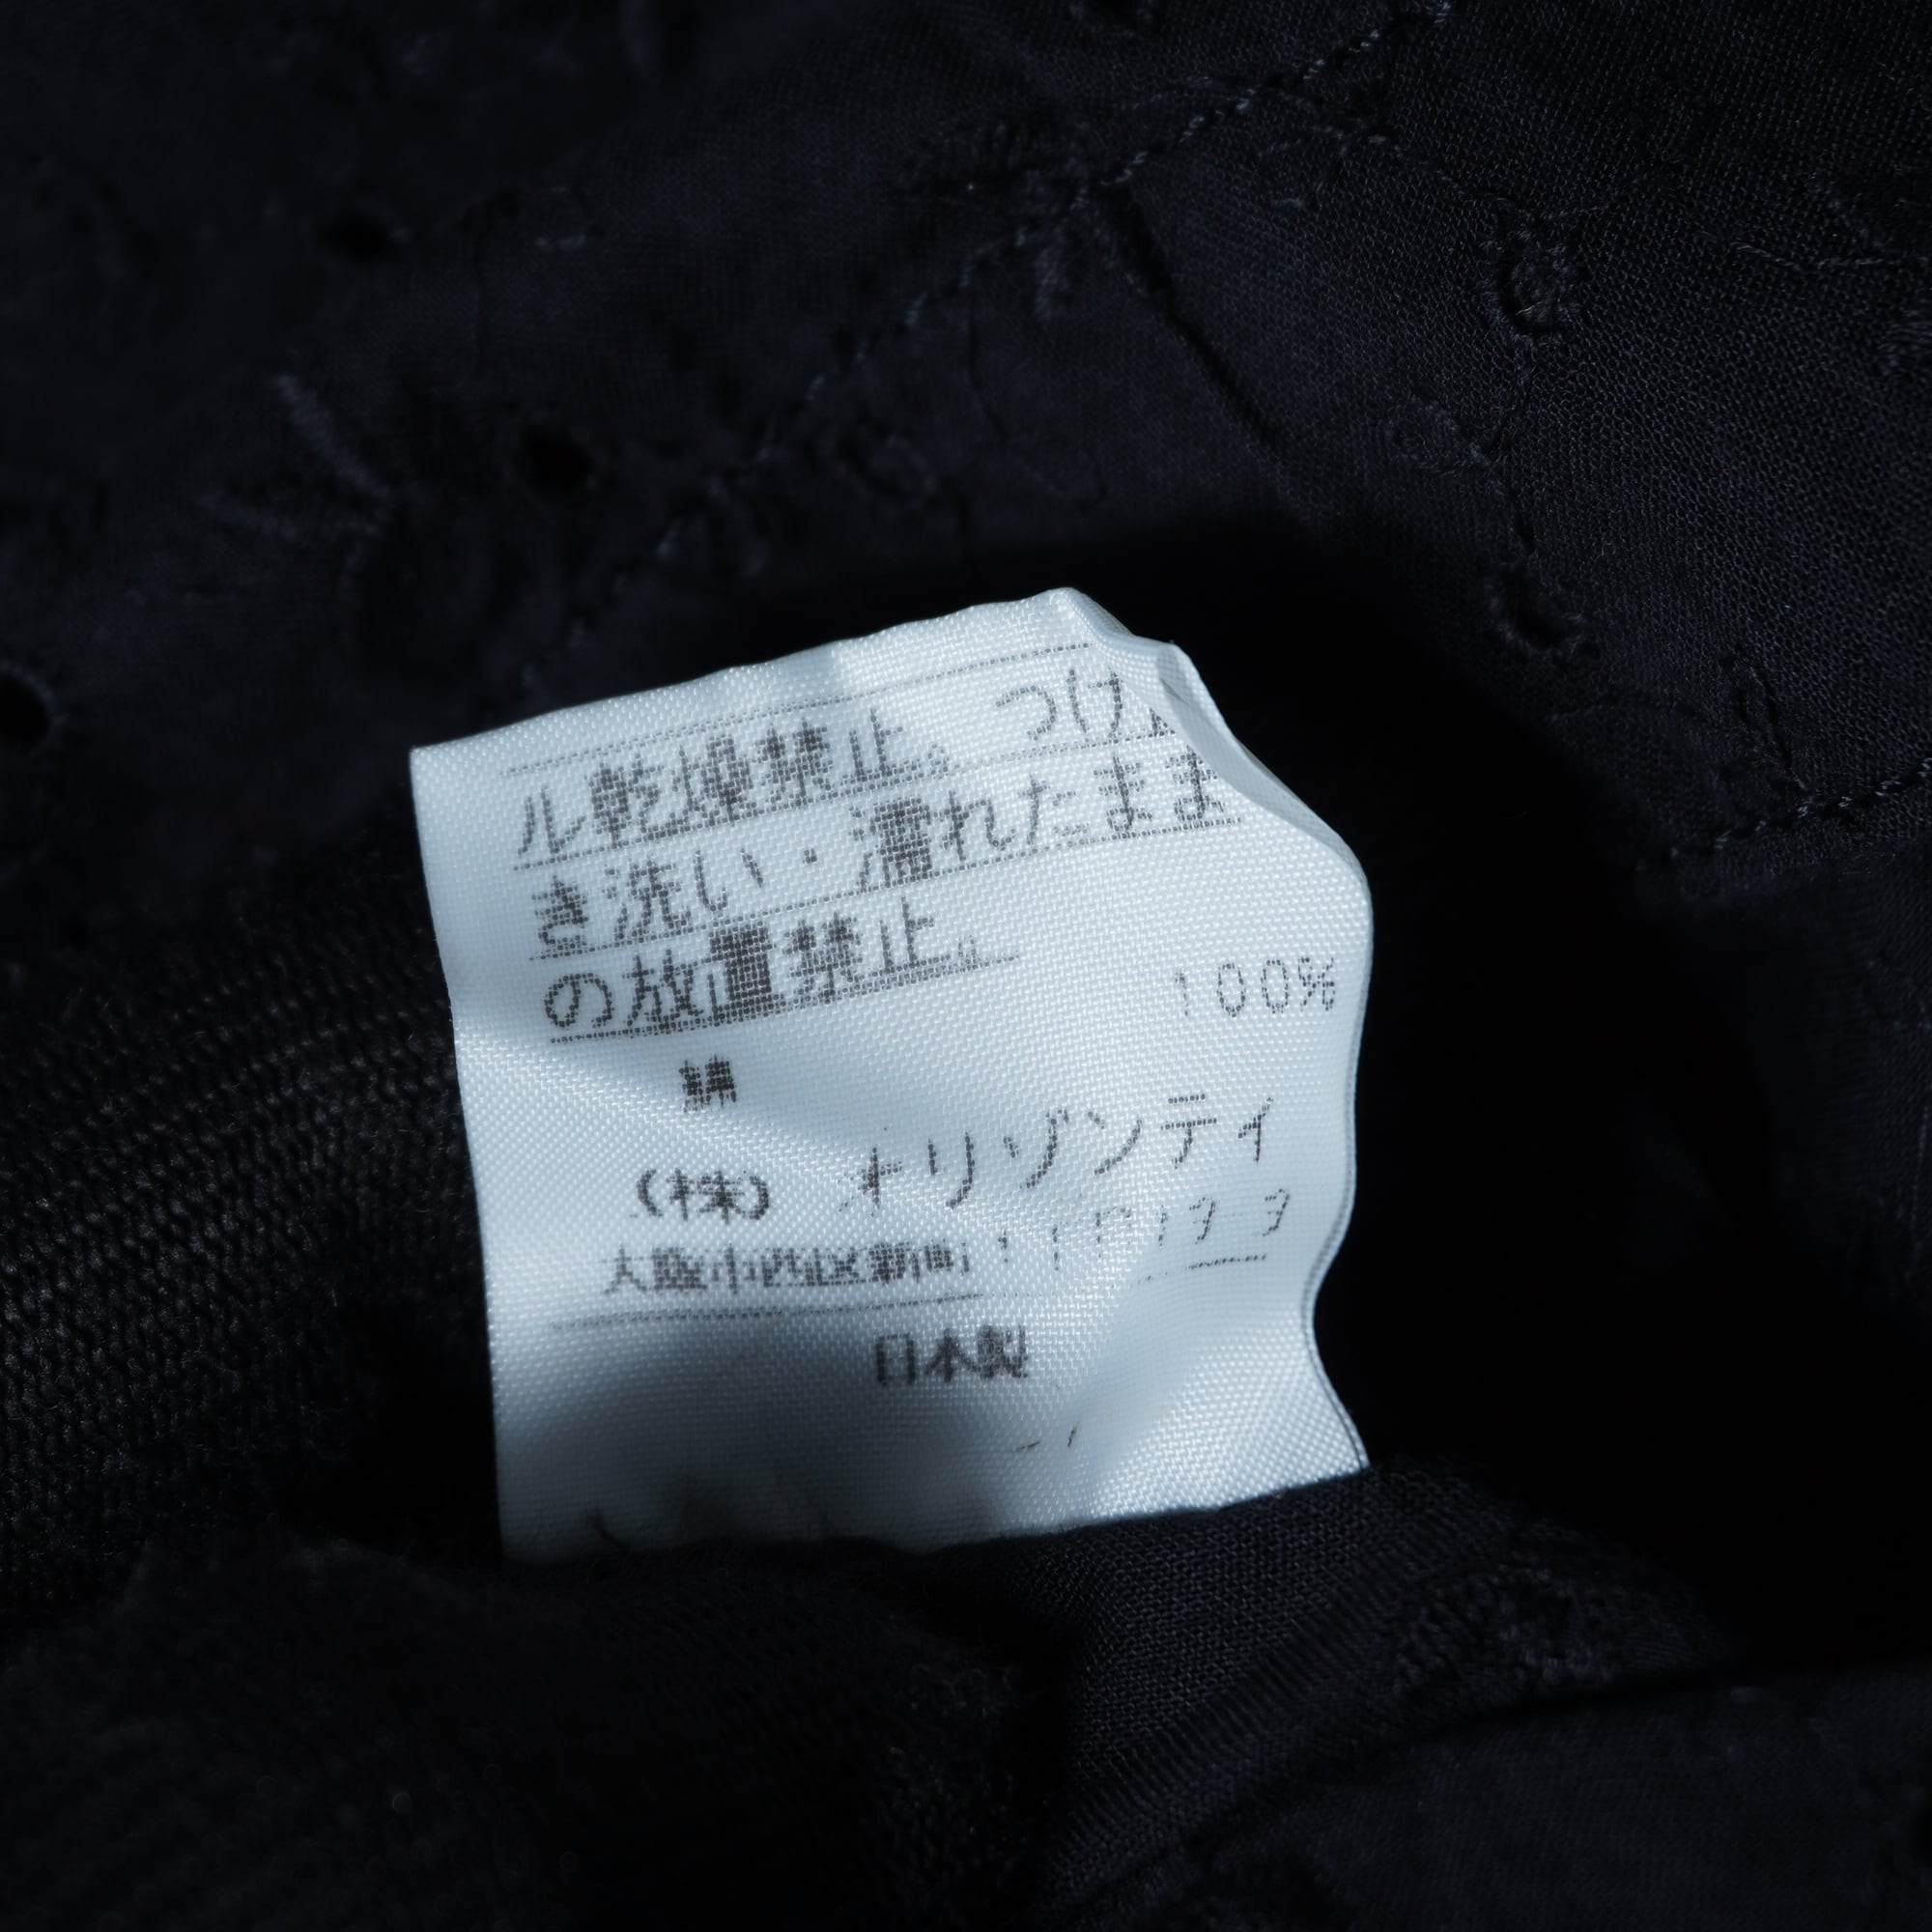 ル乾燥禁止。つけ
き洗い・濡れたまま
の放置禁止。
綿 100%
(株) オリゾンティ
大阪市西区新町
日本製